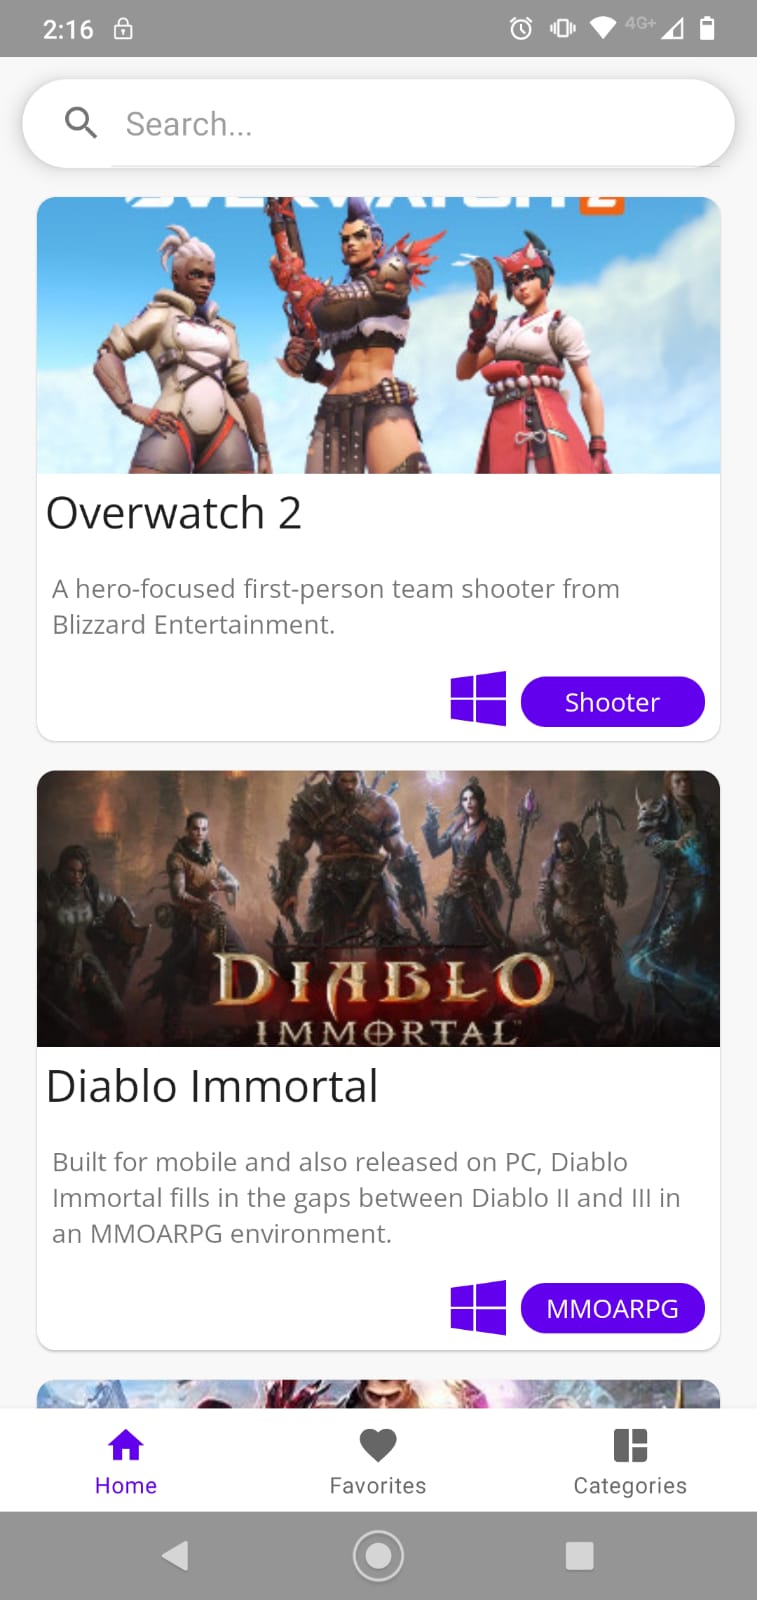 2:16
4G+
Search...
OVERWATCH 2
Overwatch 2
A hero-focused first-person team shooter from
Blizzard Entertainment.
Shooter
DIABLO
IMMORTAL
Diablo Immortal
Built for mobile and also released on PC, Diablo
Immortal fills in the gaps between Diablo II and III in
an MMOARPG environment.
MMOARPG
Home
Favorites
Categories